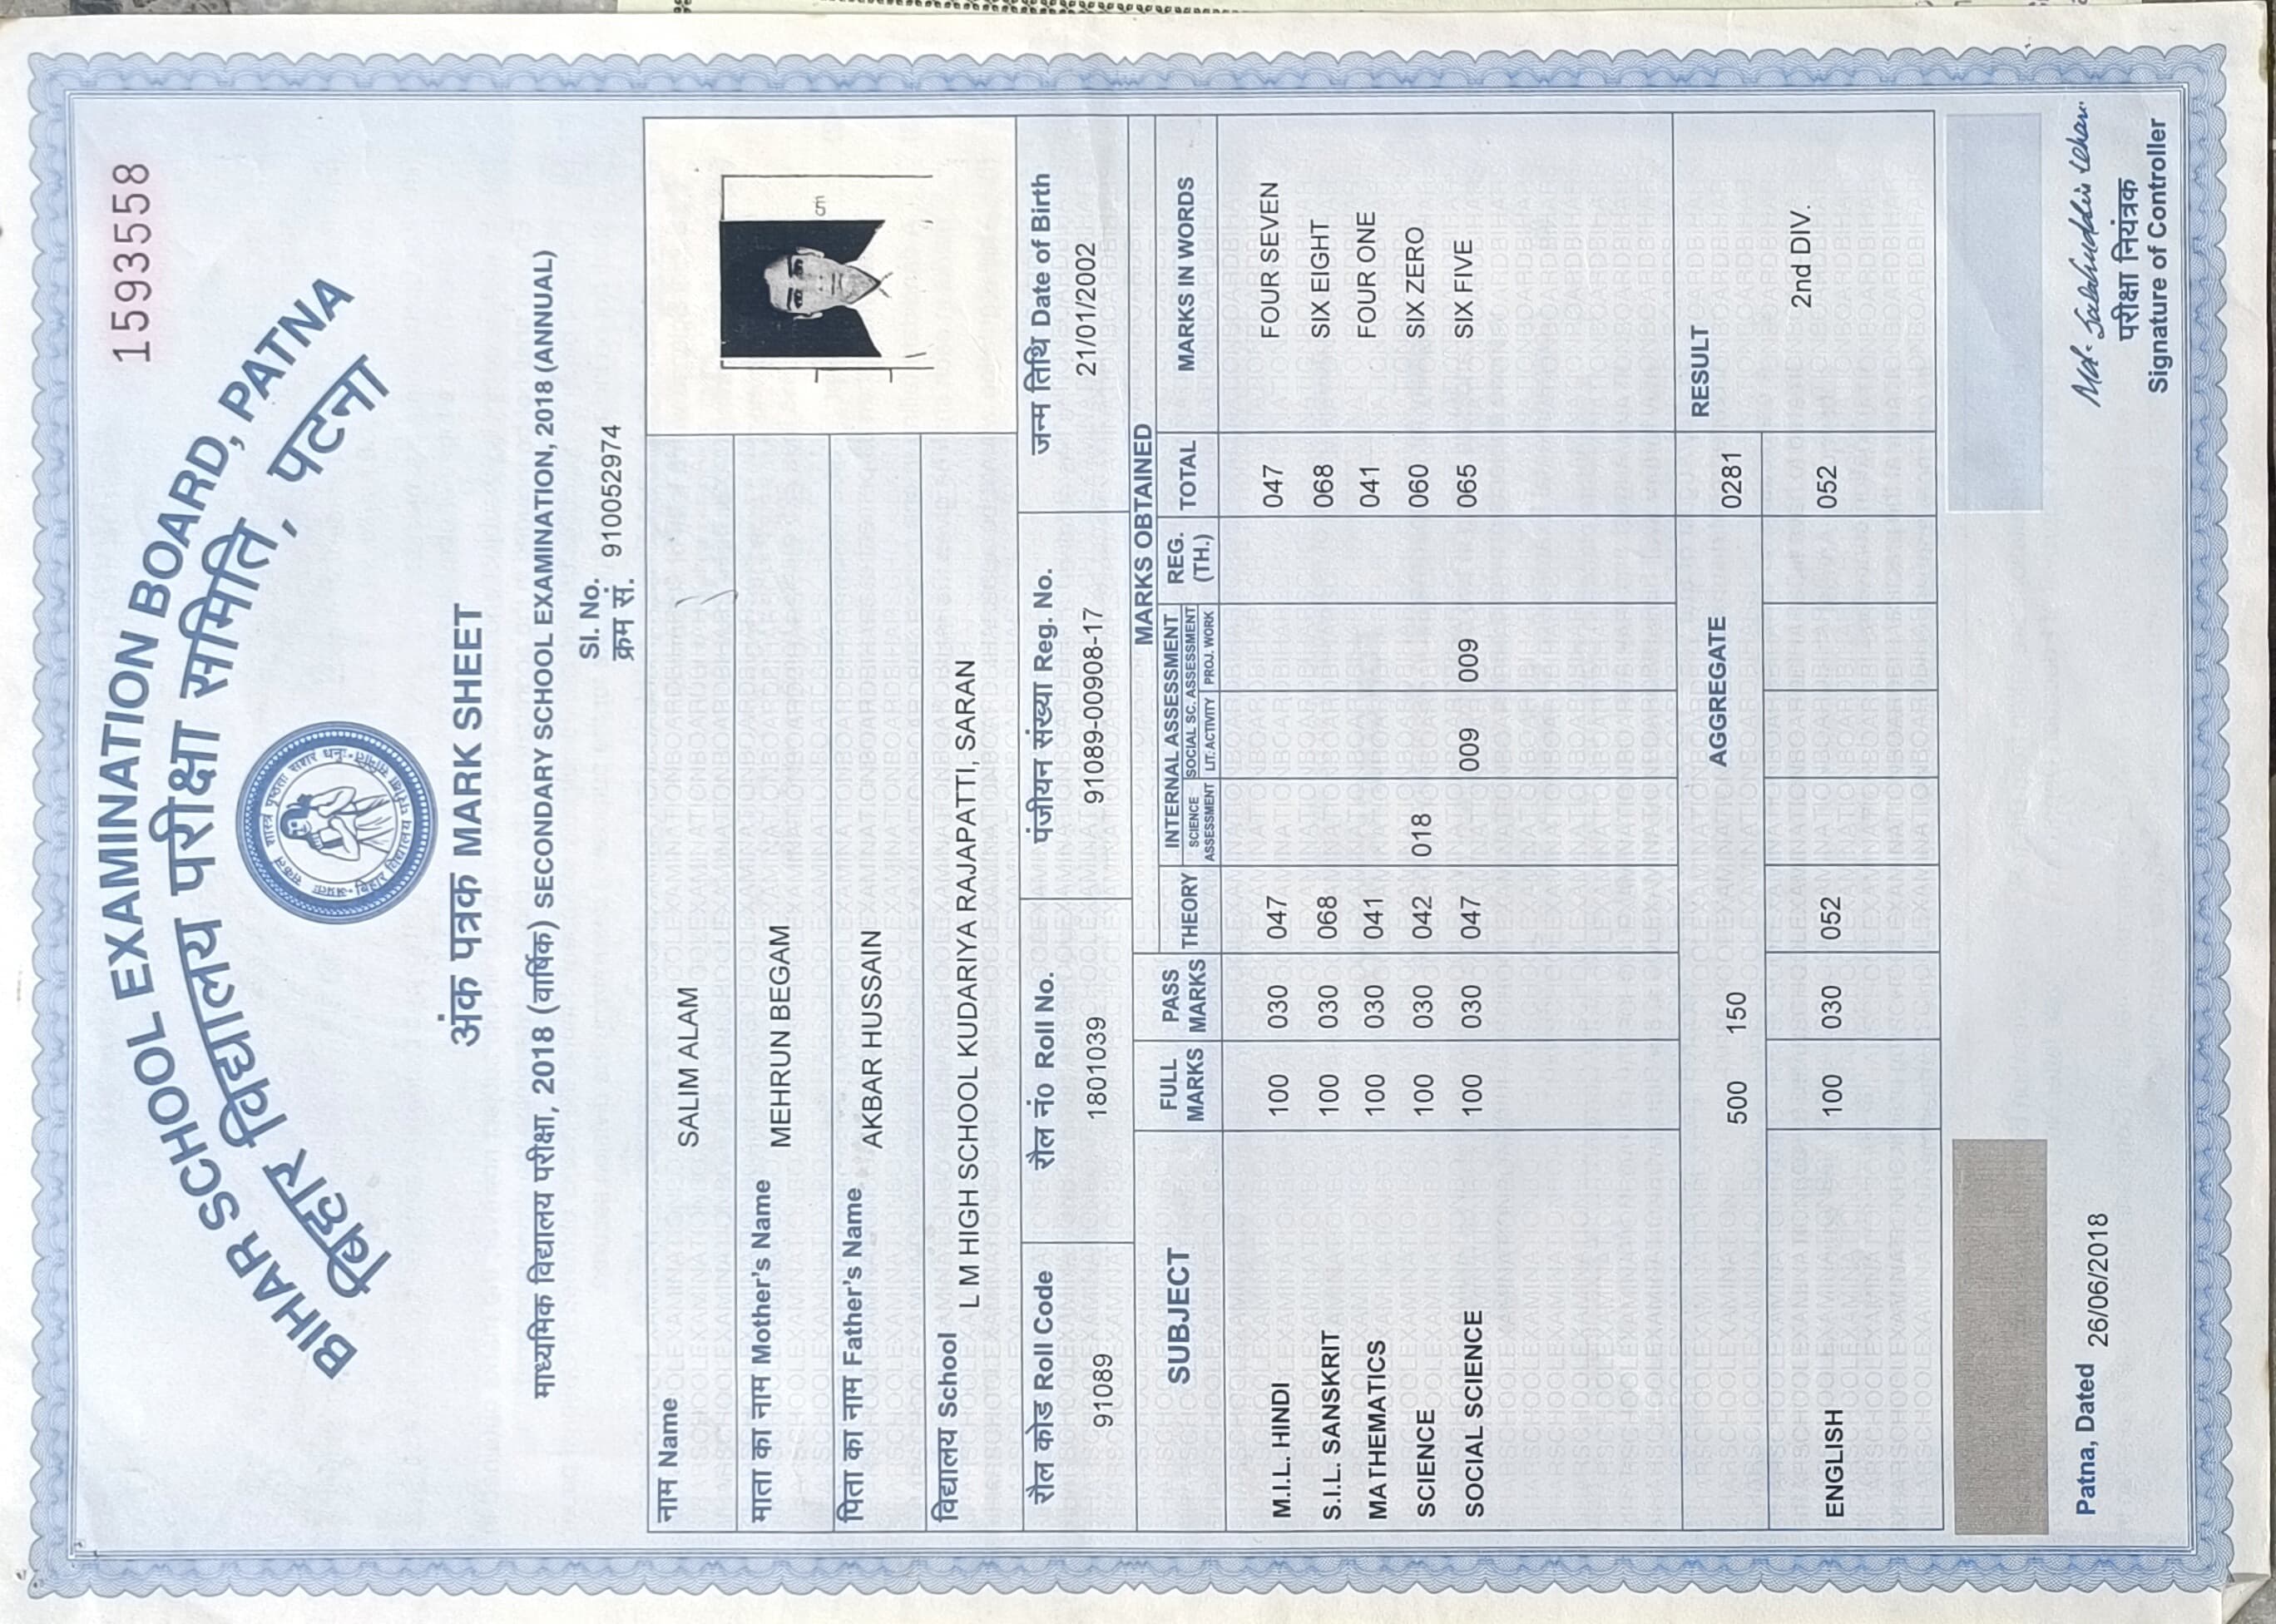 1593558
BIHAR SCHOOL EXAMINATION BOARD, PATNA
बिहार विद्यालय परीक्षा समिति, पटना
अंक पत्रक MARK SHEET
माध्यमिक विद्यालय परीक्षा, 2018 (वार्षिक) SECONDARY SCHOOL EXAMINATION, 2018 (ANNUAL)
Sl. No.
क्रम सं. 9100052974
नाम Name SALIM ALAM
माता का नाम Mother's Name MEHRUN BEGAM
पिता का नाम Father's Name AKBAR HUSSAIN
विद्यालय School L M HIGH SCHOOL KUDARIYA RAJAPATTI, SARAN
रौल कोड Roll Code रौल नं0 Roll No. पंजीयन संख्या Reg. No. जन्म तिथि Date of Birth
91089 1801039 91089-00908-17 21/01/2002
MARKS OBTAINED
SUBJECT FULL MARKS PASS MARKS THEORY INTERNAL ASSESSMENT SCIENCE ASSESSMENT SOCIAL SC. ASSESSMENT LIT. ACTIVITY PROJ. WORK REG. (TH.) TOTAL MARKS IN WORDS
M.I.L. HINDI 100 030 047 047 FOUR SEVEN
S.I.L. SANSKRIT 100 030 068 068 SIX EIGHT
MATHEMATICS 100 030 041 041 FOUR ONE
SCIENCE 100 030 042 018 060 SIX ZERO
SOCIAL SCIENCE 100 030 047 009 009 065 SIX FIVE
500 150 AGGREGATE 0281 RESULT
ENGLISH 100 030 052 052 2nd DIV.
Patna, Dated 26/06/2018
परीक्षा नियंत्रक
Signature of Controller